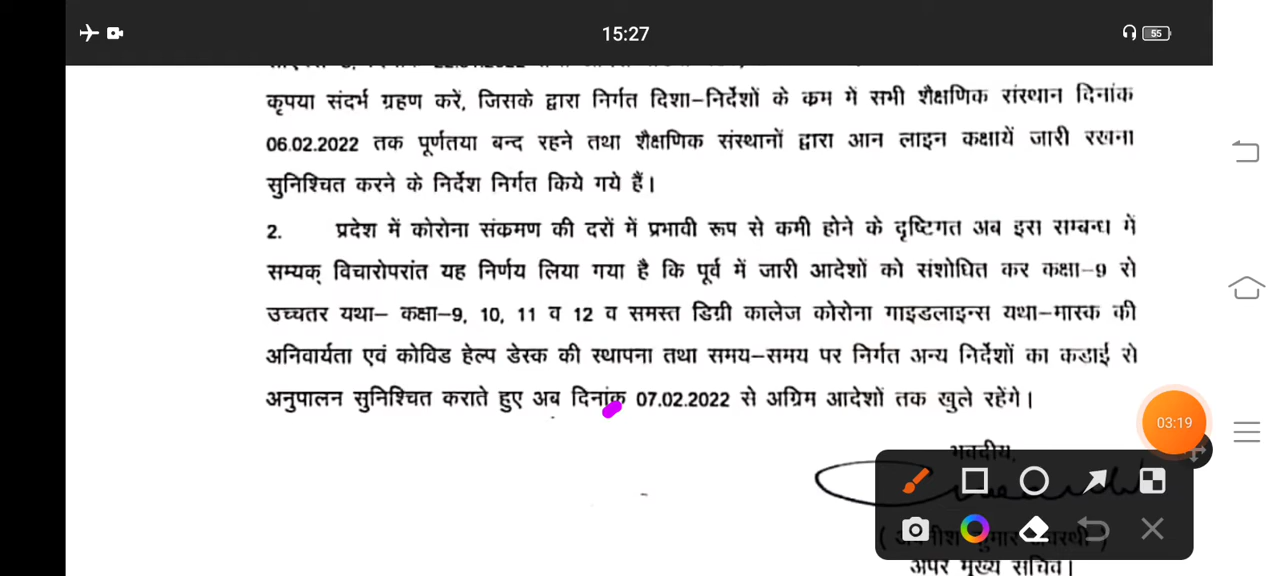 15:27
55
कृपया संदर्भ ग्रहण करें, जिसके द्वारा निर्गत दिशा–निर्देशों के कम में सभी शैक्षणिक संस्थान दिनांक
06.02.2022 तक पूर्णतया बन्द रहने तथा शैक्षणिक संस्थानों द्वारा आन लाइन कक्षायें जारी रखना
सुनिश्चित करने के निर्देश निर्गत किये गये हैं।
2. प्रदेश में कोरोना संकमण की दरों में प्रभावी रूप से कमी होने के दृष्टिगत अब इस सम्बन्ध में
सम्यक् विचारोपरांत यह निर्णय लिया गया है कि पूर्व में जारी आदेशों को संशोधित कर कक्षा–9 से
उच्चतर यथा– कक्षा–9, 10, 11 व 12 व समस्त डिग्री कालेज कोरोना गाइडलाइन्स यथा–मास्क की
अनिवार्यता एवं कोविड हेल्प डेस्क की स्थापना तथा समय–समय पर निर्गत अन्य निर्देशों का कडाई से
अनुपालन सुनिश्चित कराते हुए अब दिनांक 07.02.2022 से अग्रिम आदेशों तक खुले रहेंगे।
03:19
भवदीय,
अपर मुख्य सचिव।